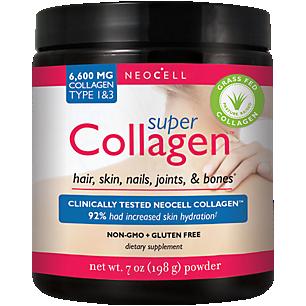 6,600 MG
COLLAGEN
TYPE 1&3
NEOCELL
GRASS FED
COLLAGEN
super
Collagen
hair, skin, nails, joints, & bones*
CLINICALLY TESTED NEOCELL COLLAGEN™
92% had increased skin hydration†
NON-GMO + GLUTEN FREE
dietary supplement
net wt. 7 oz (198 g) powder